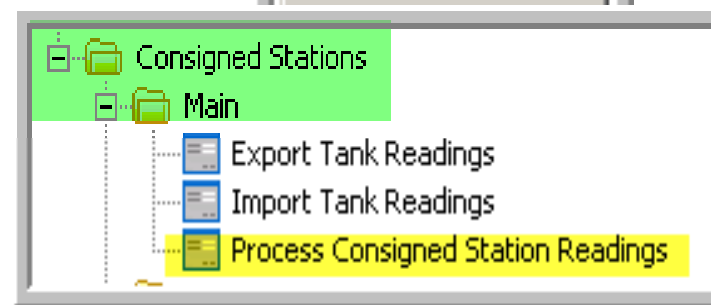 Consigned Stations
Main
Export Tank Readings
Import Tank Readings
Process Consigned Station Readings